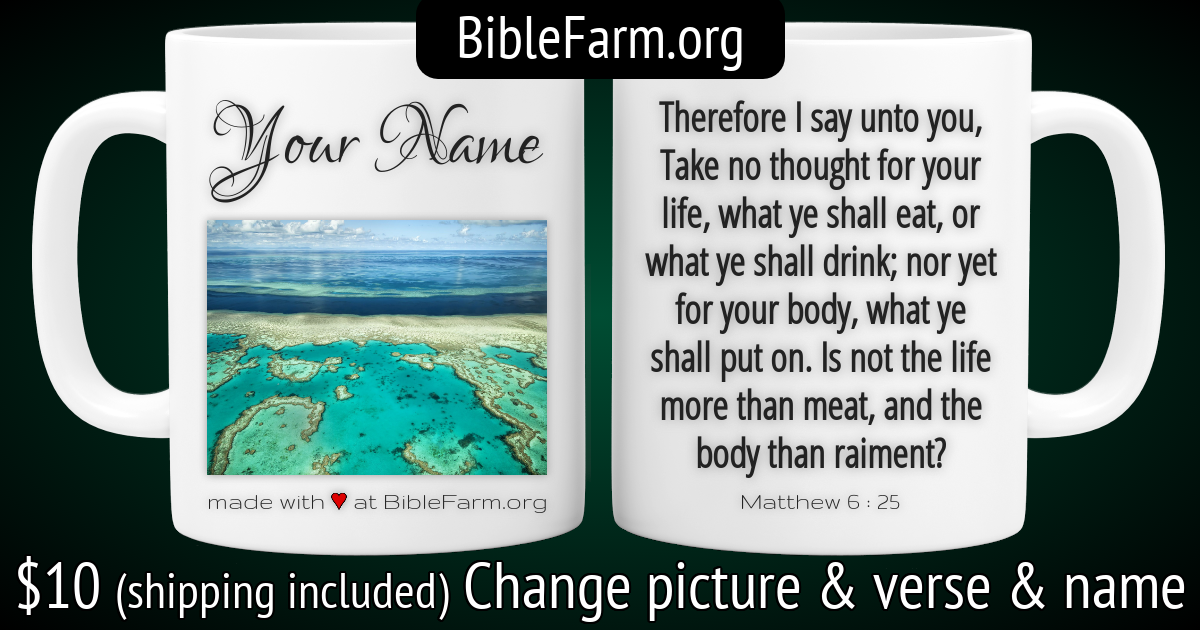 BibleFarm.org
Your Name
made with ♥ at BibleFarm.org
Therefore I say unto you,
Take no thought for your
life, what ye shall eat, or
what ye shall drink; nor yet
for your body, what ye
shall put on. Is not the life
more than meat, and the
body than raiment?
Matthew 6 : 25
$10 (shipping included) Change picture & verse & name